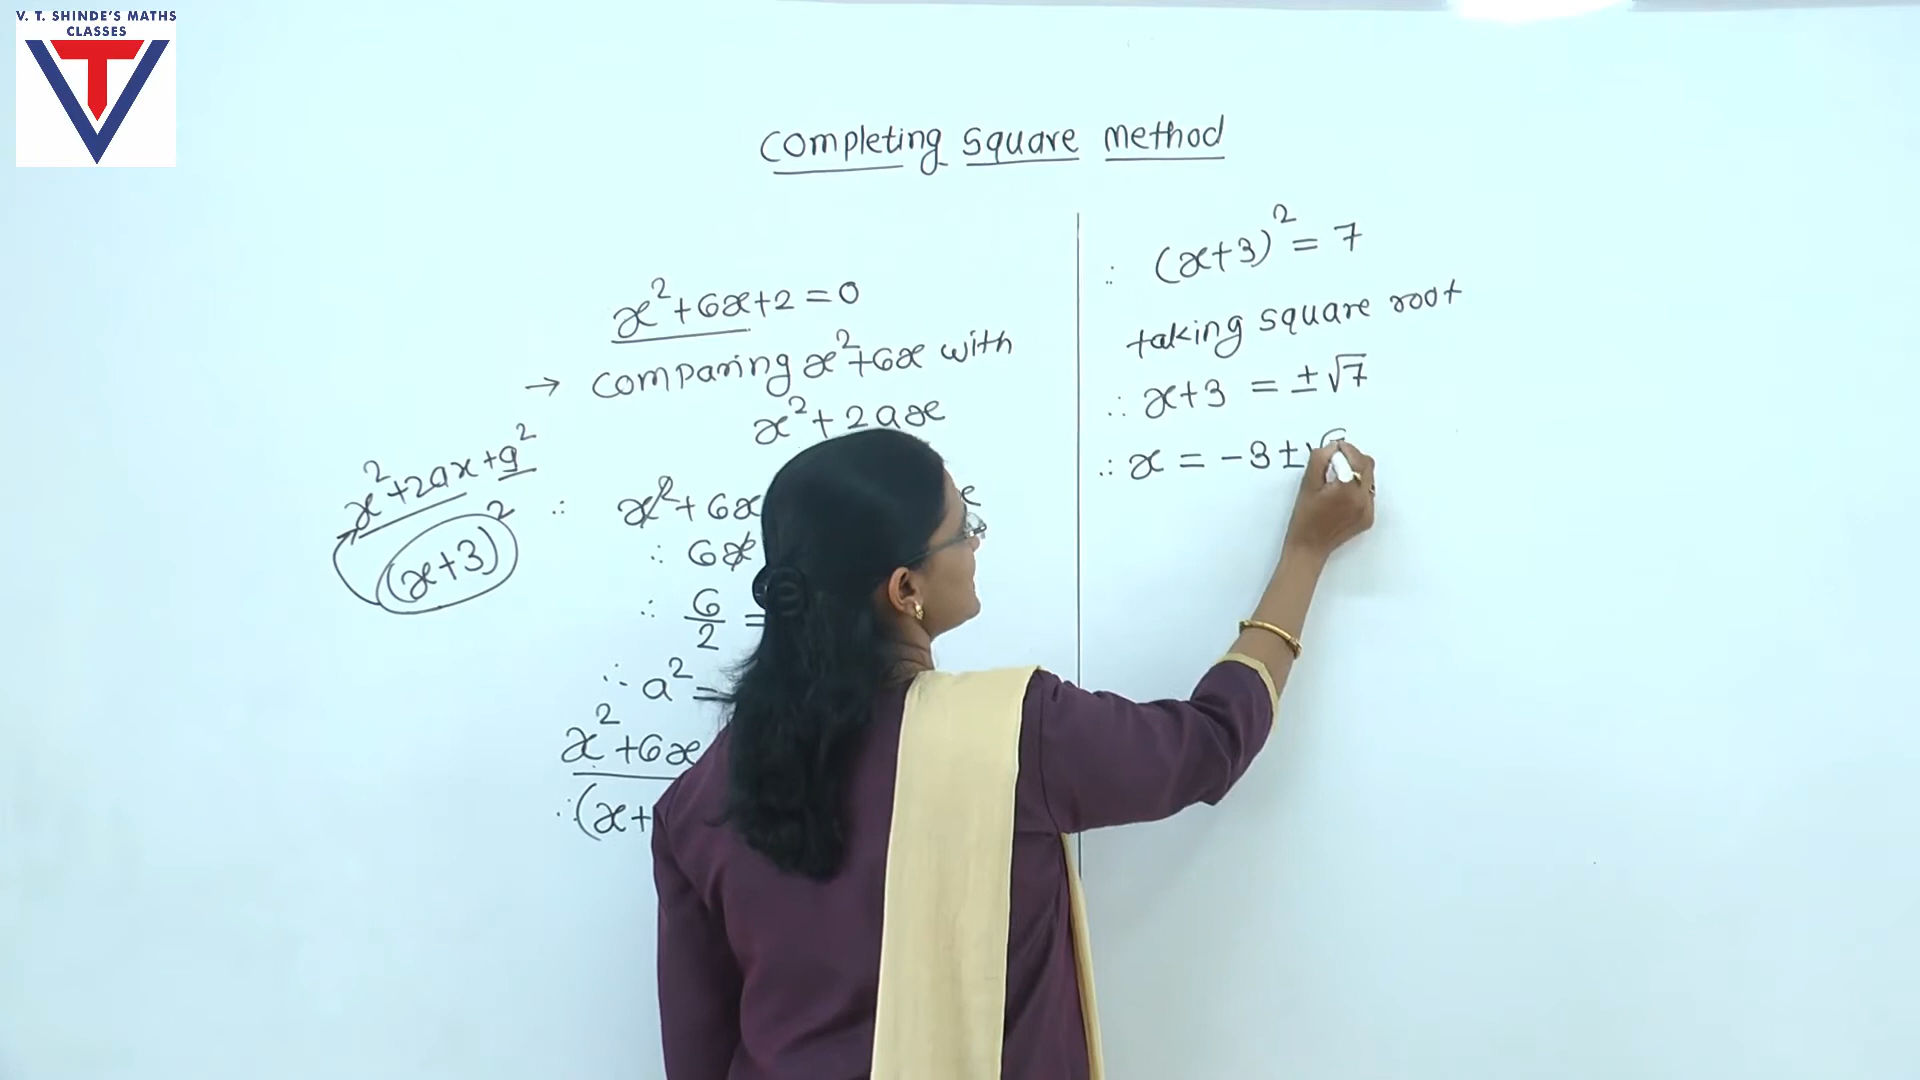 V. T. SHINDE'S MATHS
CLASSES
completing square method
x²+6x+2=0
→ comparing x²+6x with
x²+2ax
x²+2ax+a²
(x+3)²
∴ x²+6x
∴ 6x
∴ 6/2 =
∴ a² =
x²+6x
∴ (x+
∴ (x+3)² = 7
taking square root
∴ x+3 = ±√7
∴ x = -3±√